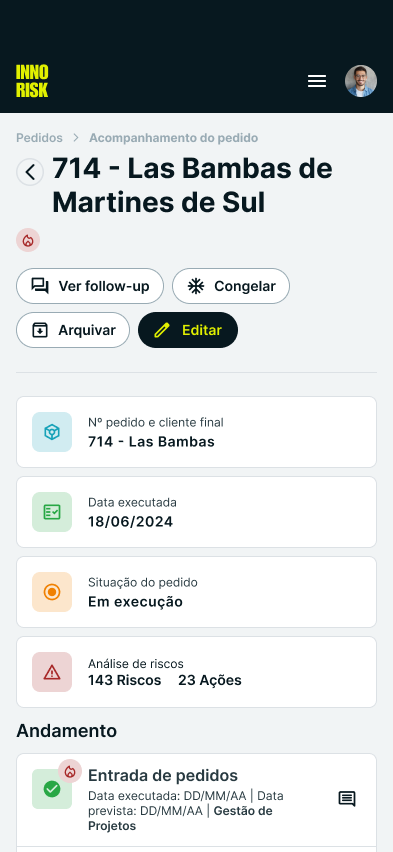 INNO
RISK
Pedidos > Acompanhamento do pedido
714 - Las Bambas de
Martines de Sul
Ver follow-up
Congelar
Arquivar
Editar
Nº pedido e cliente final
714 - Las Bambas
Data executada
18/06/2024
Situação do pedido
Em execução
Análise de riscos
143 Riscos 23 Ações
Andamento
Entrada de pedidos
Data executada: DD/MM/AA | Data
prevista: DD/MM/AA | Gestão de
Projetos